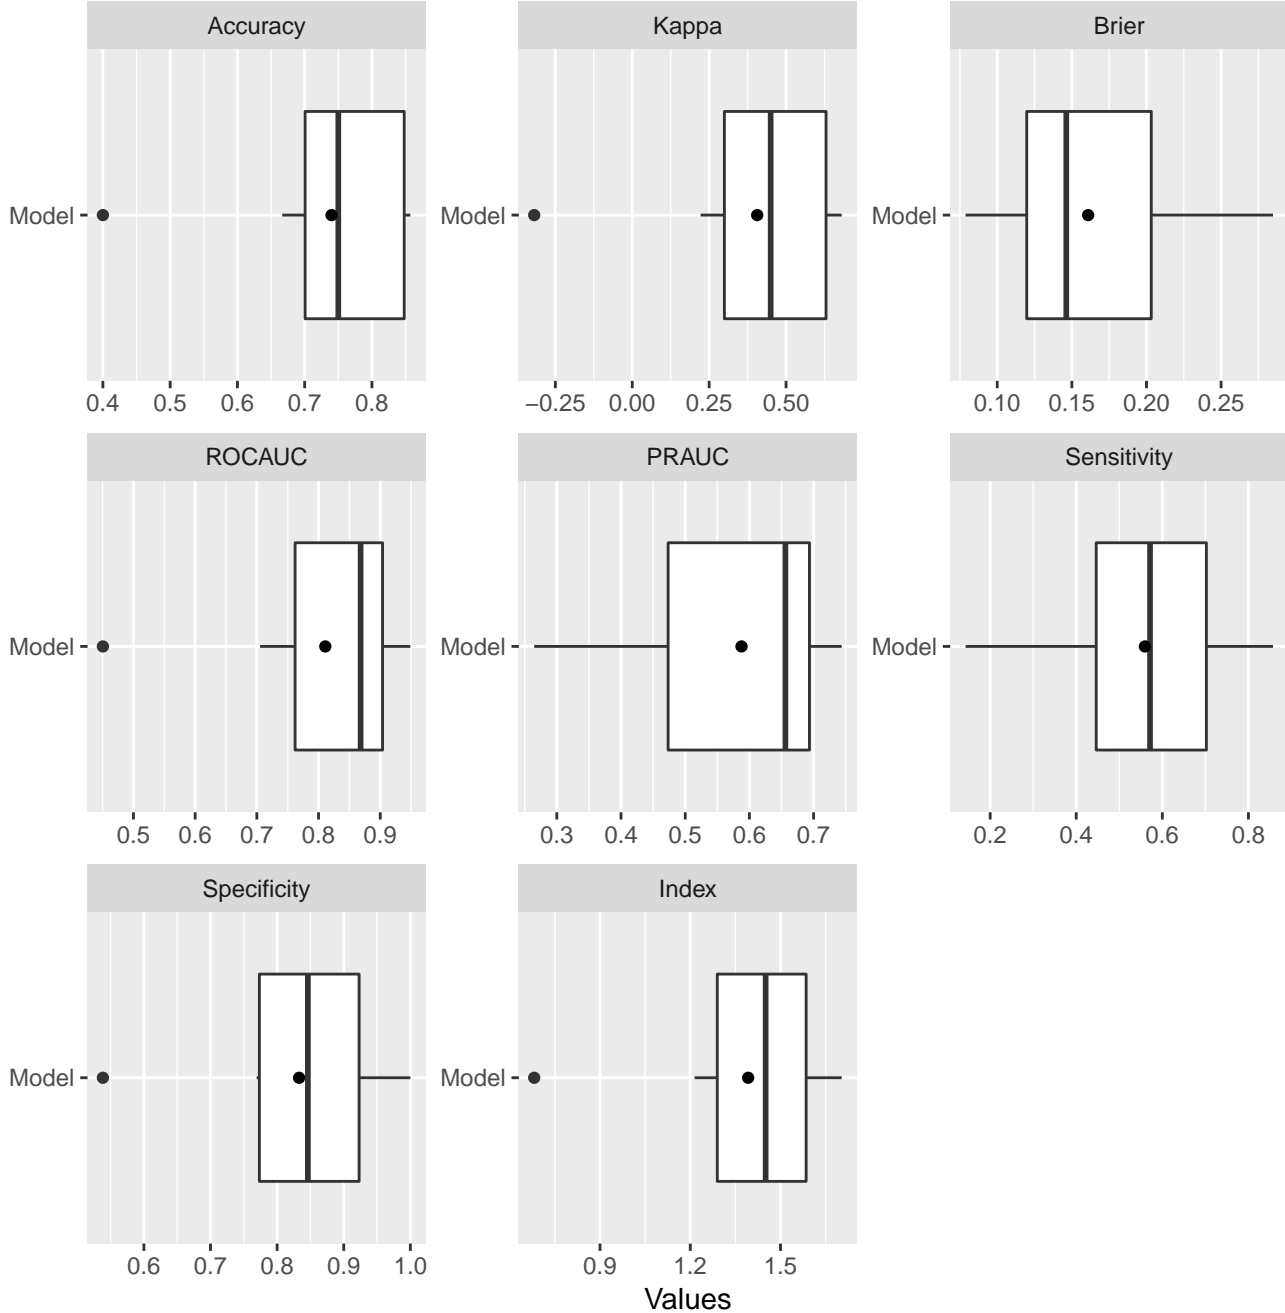 Accuracy Kappa Brier
Model Model Model
0.4 0.5 0.6 0.7 0.8 −0.25 0.00 0.25 0.50 0.10 0.15 0.20 0.25
ROCAUC PRAUC Sensitivity
Model Model Model
0.5 0.6 0.7 0.8 0.9 0.3 0.4 0.5 0.6 0.7 0.2 0.4 0.6 0.8
Specificity Index
Model Model
0.6 0.7 0.8 0.9 1.0 0.9 1.2 1.5
Values